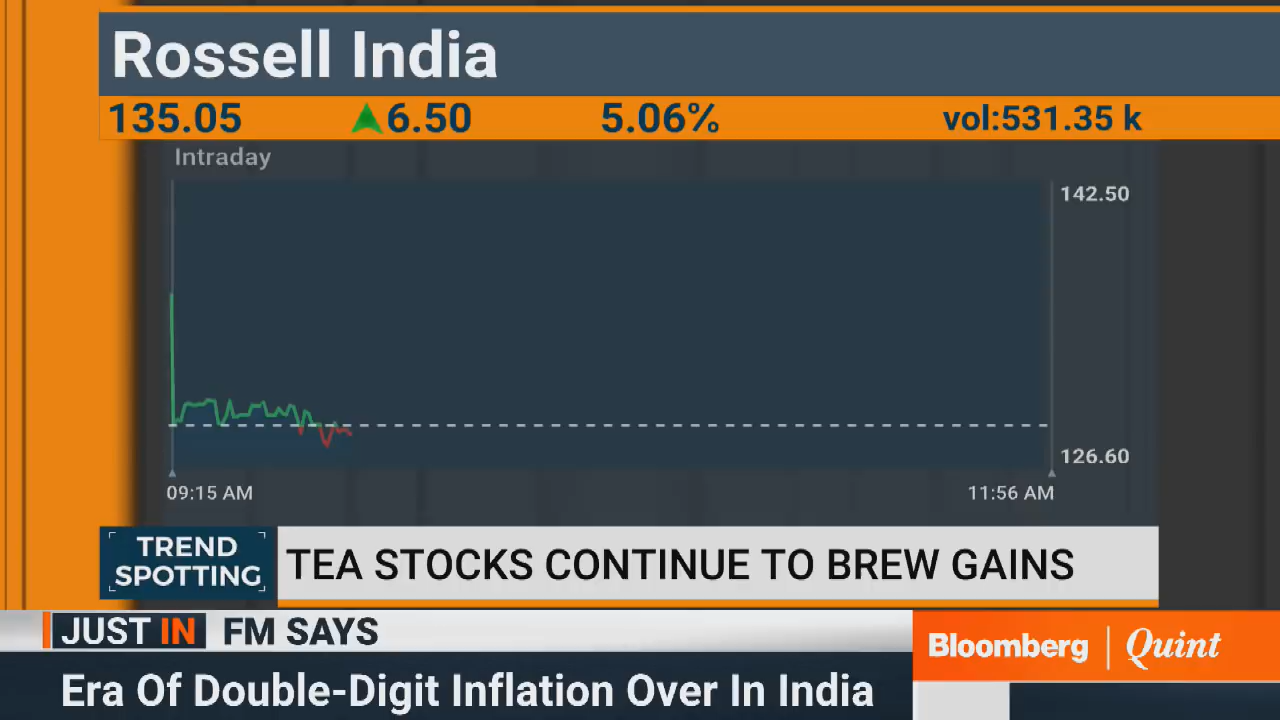 Rossell India
135.05 6.50 5.06% vol:531.35 k
Intraday
142.50
126.60
09:15 AM 11:56 AM
TREND
SPOTTING
TEA STOCKS CONTINUE TO BREW GAINS
JUST IN FM SAYS
Bloomberg | Quint
Era Of Double-Digit Inflation Over In India